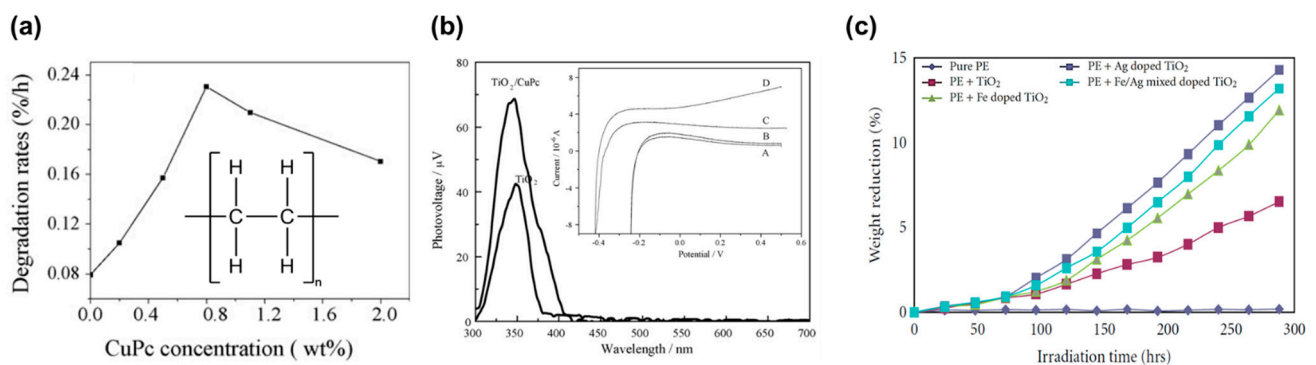 (a)
Degradation rates (%/h)
0.24
0.20
0.16
0.12
0.08
H H
C C
H H
n
0.0 0.4 0.8 1.2 1.6 2.0
CuPc concentration ( wt%)
(b)
Photovoltage / μV
80
60
40
20
0
TiO2/CuPc
TiO2
Current / 10-6 A
8
4
0
-4
-8
D
C
B
A
-0.4 -0.2 0.0 0.2 0.4
Potential / V
300 350 400 450 500 550 600 650 700
Wavelength / nm
(c)
Weight reduction (%)
15
10
5
0
Pure PE
PE + TiO2
PE + Fe doped TiO2
PE + Ag doped TiO2
PE + Fe/Ag mixed doped TiO2
0 50 100 150 200 250 300
Irradiation time (hrs)